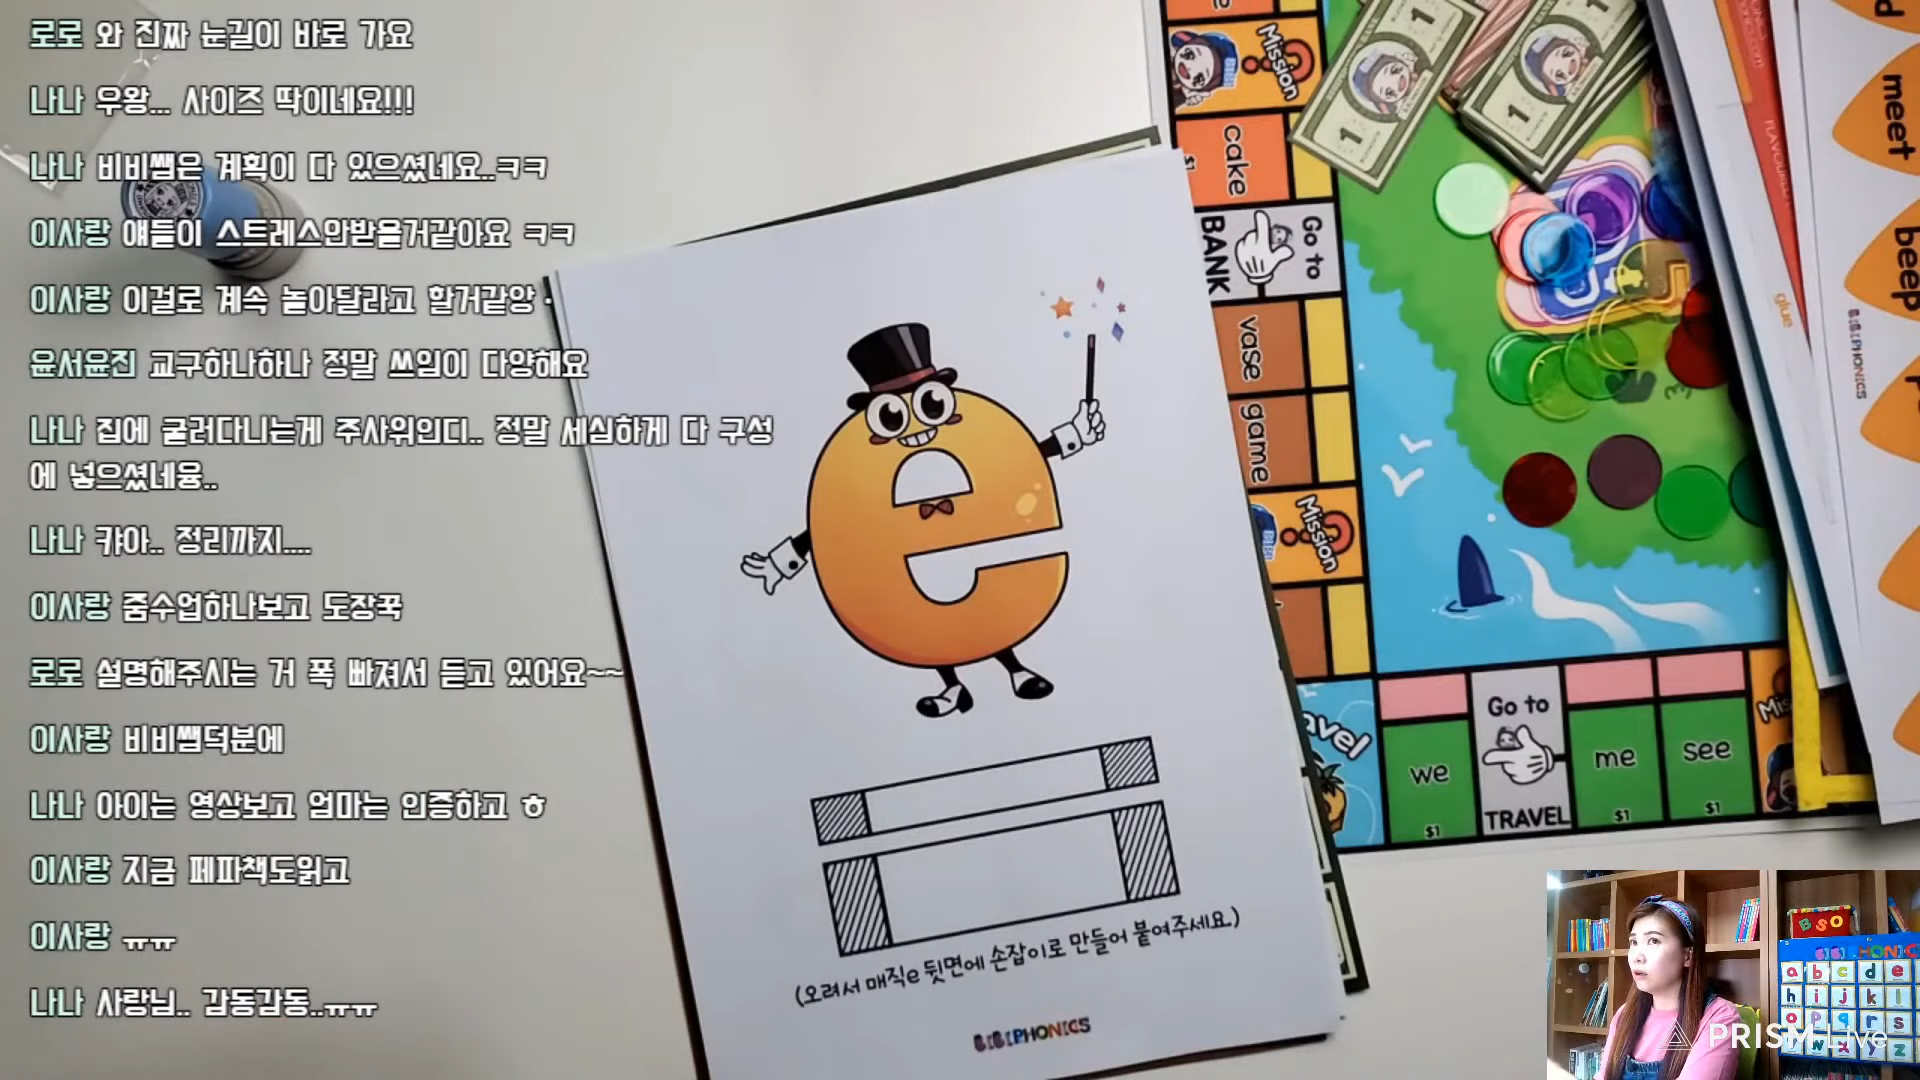 로로 와 진짜 눈길이 바로 가요
나나 우왕... 사이즈 딱이네요!!!
나나 비비쌤은 계획이 다 있으셨네요..ㅋㅋ
이사랑 얘들이 스트레스안받을거같아요 ㅋㅋ
이사랑 이걸로 계속 놀아달라고 할거같앙
윤서윤진 교구하나하나 정말 쓰임이 다양해요
나나 집에 굴러다니는게 주사위인디.. 정말 세심하게 다 구성
에 넣으셨네융..
나나 캬아.. 정리까지....
이사랑 줌수업하나보고 도장꾹
로로 설명해주시는 거 폭 빠져서 듣고 있어요~~
이사랑 비비쌤덕분에
나나 아이는 영상보고 엄마는 인증하고 ㅎ
이사랑 지금 페파책도읽고
이사랑 ㅠㅠ
나나 사랑님.. 감동감동..ㅠㅠ
(오려서 매직e 뒷면에 손잡이로 만들어 붙여주세요.)
BIBIPHONICS
Mission
cake
$1
Go to
BANK
vase
game
Mission
avel
we
$1
Go to
TRAVEL
me
$1
see
$1
Mis
1
1
1
1
meet
beep
glue
BIBIPHONICS
BSO
a b c d e
h i j k l
o p q r s
PRISM Live